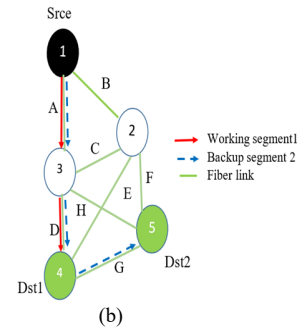 Srce
1
B
A
2
C
3
F
E
H
D
5
4
G
Dst2
Dst1
Working segment1
Backup segment 2
Fiber link
(b)